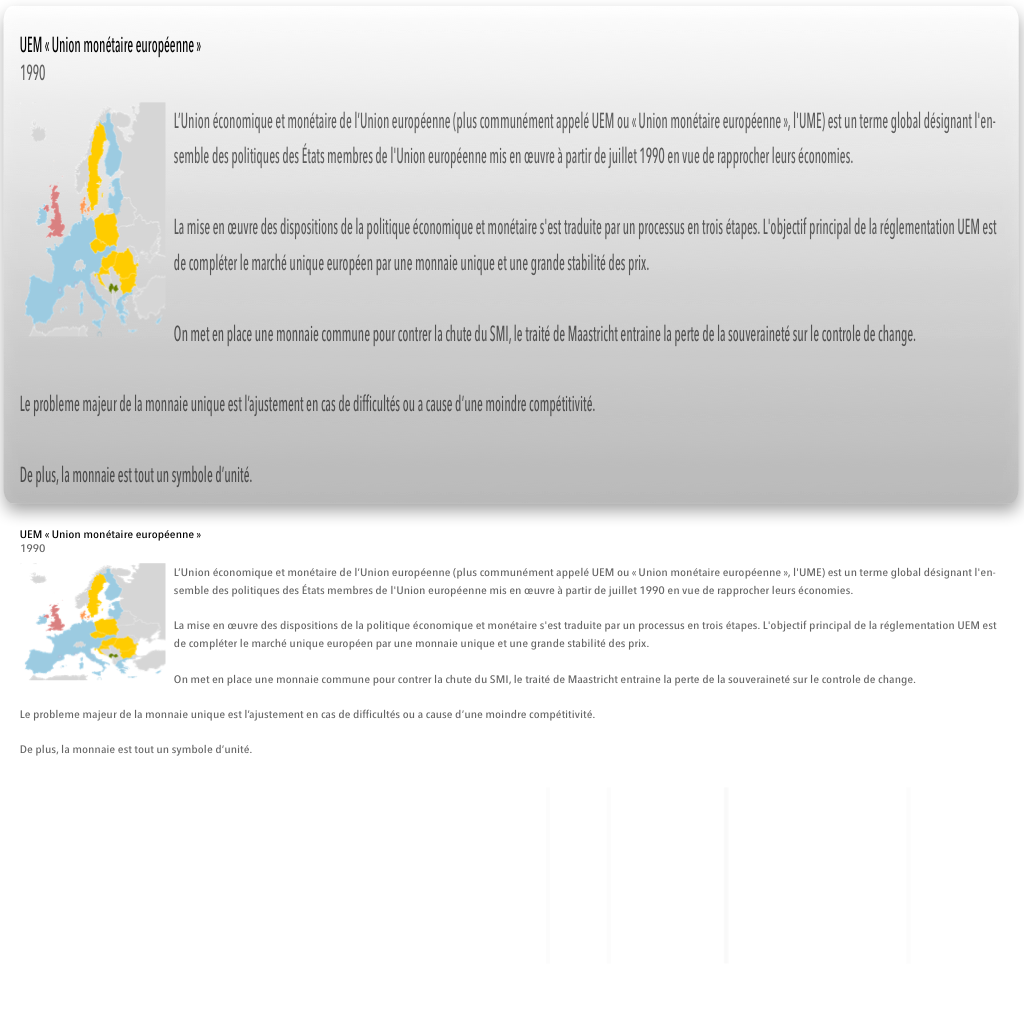 UEM « Union monétaire européenne »
1990
L’Union économique et monétaire de l’Union européenne (plus communément appelé UEM ou « Union monétaire européenne », l'UME) est un terme global désignant l'en-
semble des politiques des États membres de l'Union européenne mis en œuvre à partir de juillet 1990 en vue de rapprocher leurs économies.
La mise en œuvre des dispositions de la politique économique et monétaire s'est traduite par un processus en trois étapes. L'objectif principal de la réglementation UEM est
de compléter le marché unique européen par une monnaie unique et une grande stabilité des prix.
On met en place une monnaie commune pour contrer la chute du SMI, le traité de Maastricht entraine la perte de la souveraineté sur le controle de change.
Le probleme majeur de la monnaie unique est l’ajustement en cas de difficultés ou a cause d’une moindre compétitivité.
De plus, la monnaie est tout un symbole d’unité.
UEM « Union monétaire européenne »
1990
L’Union économique et monétaire de l’Union européenne (plus communément appelé UEM ou « Union monétaire européenne », l'UME) est un terme global désignant l'en-
semble des politiques des États membres de l'Union européenne mis en œuvre à partir de juillet 1990 en vue de rapprocher leurs économies.
La mise en œuvre des dispositions de la politique économique et monétaire s'est traduite par un processus en trois étapes. L'objectif principal de la réglementation UEM est
de compléter le marché unique européen par une monnaie unique et une grande stabilité des prix.
On met en place une monnaie commune pour contrer la chute du SMI, le traité de Maastricht entraine la perte de la souveraineté sur le controle de change.
Le probleme majeur de la monnaie unique est l’ajustement en cas de difficultés ou a cause d’une moindre compétitivité.
De plus, la monnaie est tout un symbole d’unité.